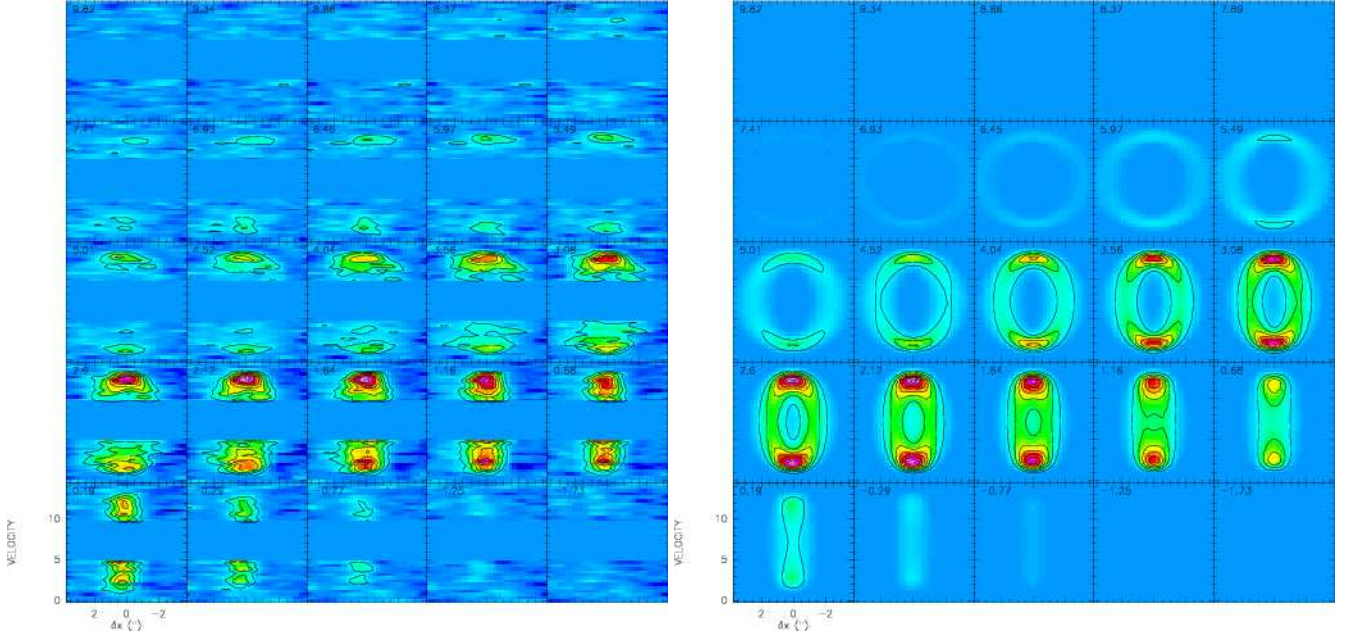 9.82 9.34 8.86 8.37 7.89
7.41 6.93 6.45 5.97 5.49
5.01 4.52 4.04 3.56 3.08
2.6 2.12 1.64 1.16 0.68
0.19 -0.29 -0.77 -1.25 -1.73
10
5
0
VELOCITY
2 0 -2
δx ('')
9.82 9.34 8.86 8.37 7.89
7.41 6.93 6.45 5.97 5.49
5.01 4.52 4.04 3.56 3.08
2.6 2.12 1.64 1.16 0.68
0.19 -0.29 -0.77 -1.25 -1.73
10
5
0
VELOCITY
2 0 -2
δx ('')